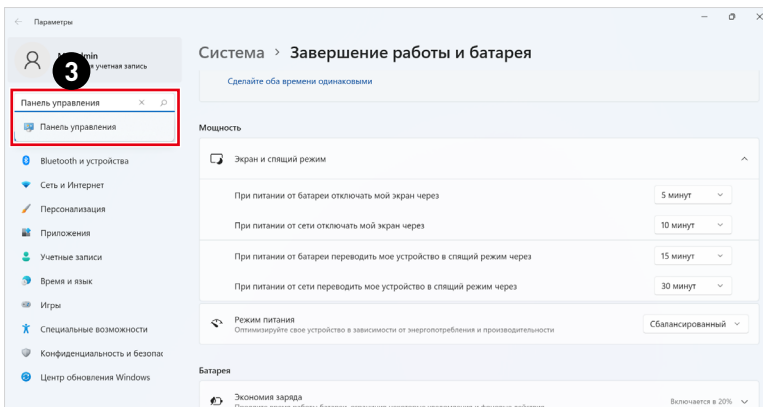 Параметры
3
учетная запись
Панель управления
Панель управления
Bluetooth и устройства
Сеть и Интернет
Персонализация
Приложения
Учетные записи
Время и язык
Игры
Специальные возможности
Конфиденциальность и безопас
Центр обновления Windows
Система > Завершение работы и батарея
Сделайте оба времени одинаковыми
Мощность
Экран и спящий режим
При питании от батареи отключать мой экран через 5 минут
При питании от сети отключать мой экран через 10 минут
При питании от батареи переводить мое устройство в спящий режим через 15 минут
При питании от сети переводить мое устройство в спящий режим через 30 минут
Режим питания
Оптимизируйте свое устройство в зависимости от энергопотребления и производительности
Сбалансированный
Батарея
Экономия заряда
Включается в 20%